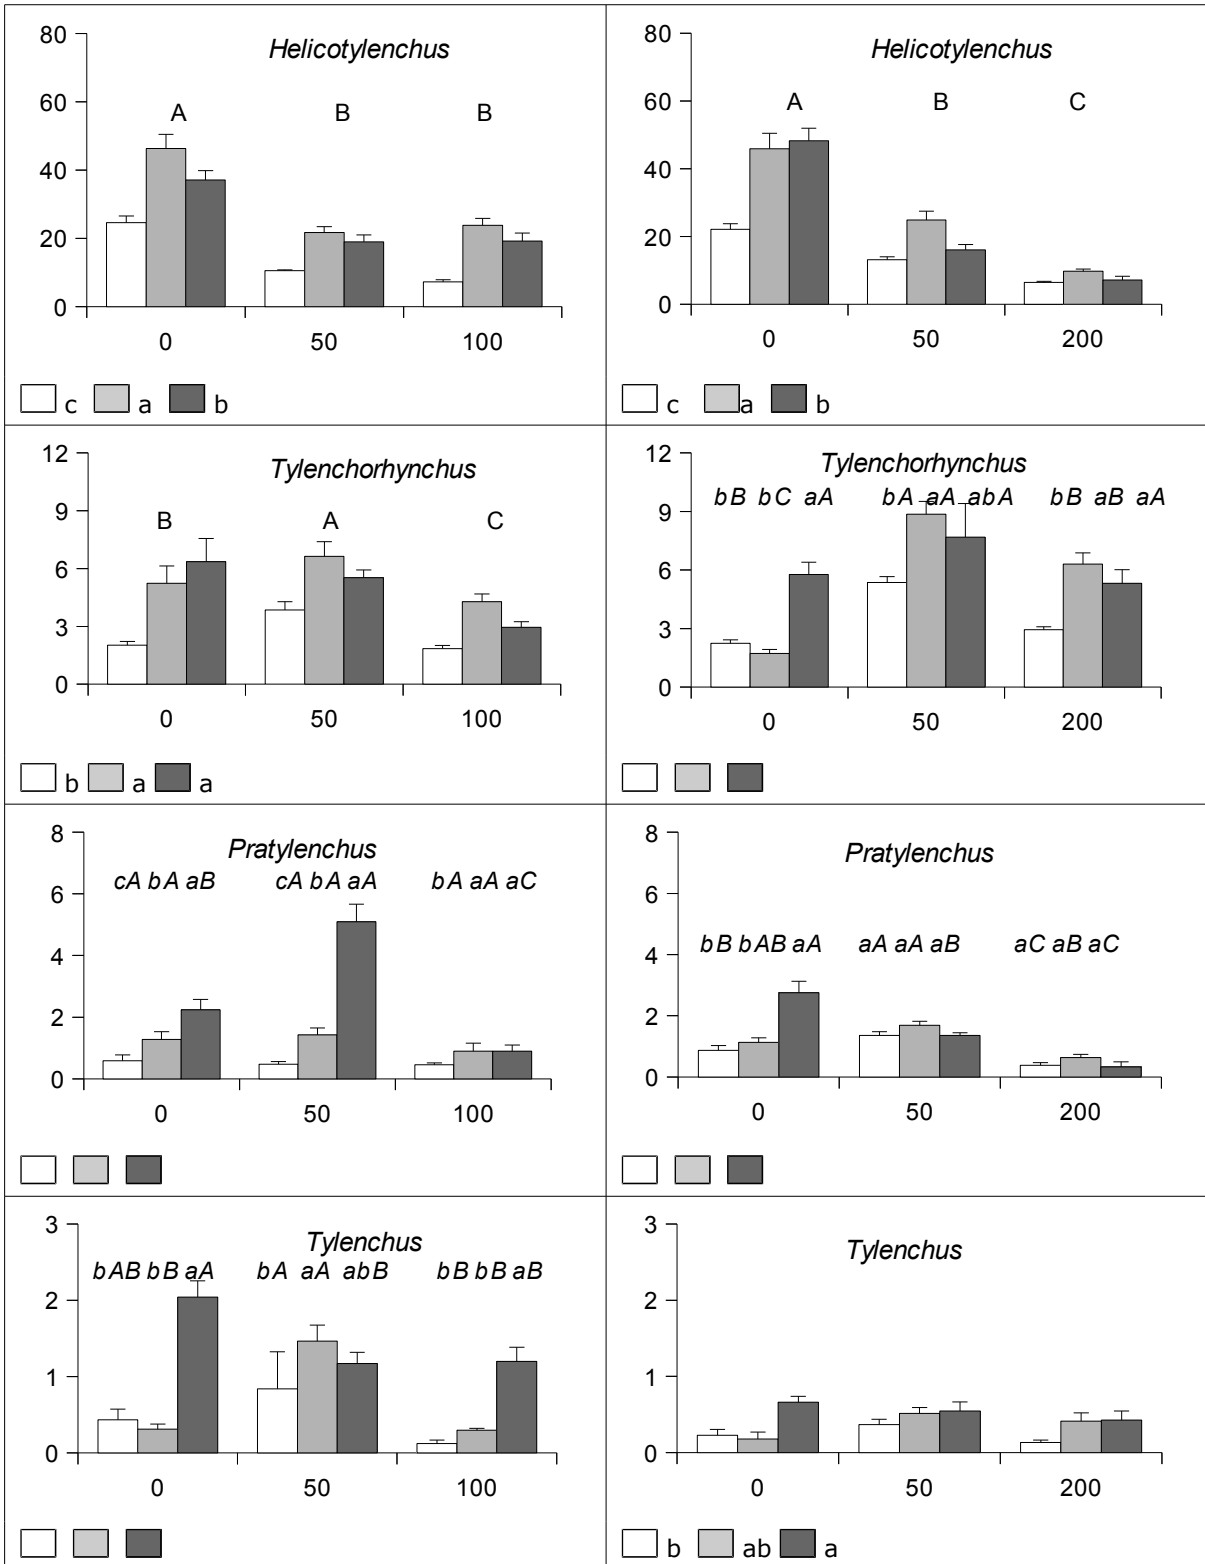 Helicotylenchus
80
60
40
20
0
A B B
0 50 100
c a b
Helicotylenchus
80
60
40
20
0
A B C
0 50 200
c a b
Tylenchorhynchus
12
9
6
3
0
B A C
0 50 100
b a a
Tylenchorhynchus
12
9
6
3
0
bB bC aA bA aA abA bB aB aA
0 50 200
Pratylenchus
8
6
4
2
0
cA bA aB cA bA aA bA aA aC
0 50 100
Pratylenchus
8
6
4
2
0
bB bAB aA aA aA aB aC aB aC
0 50 200
Tylenchus
3
2
1
0
bAB bB aA bA aA abB bB bB aB
0 50 100
Tylenchus
3
2
1
0
0 50 200
b ab a